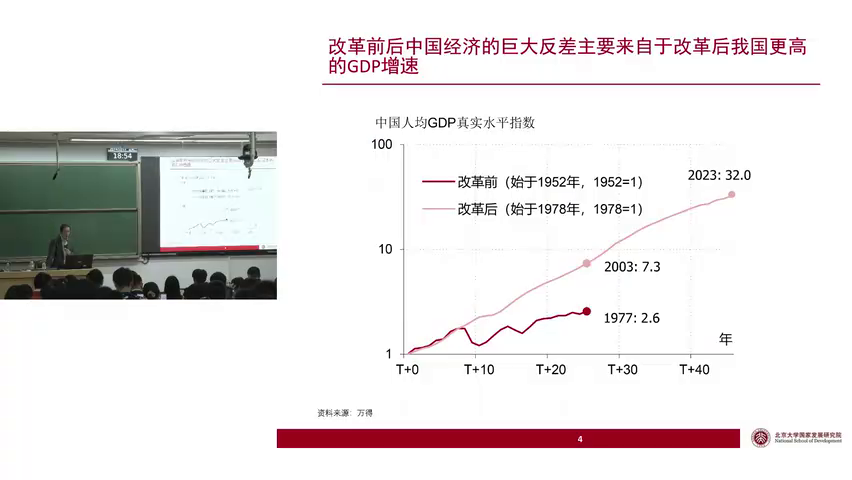 改革前后中国经济的巨大反差主要来自于改革后我国更高
的GDP增速
中国人均GDP真实水平指数
100
10
1
改革前（始于1952年，1952=1）
改革后（始于1978年，1978=1）
2023: 32.0
2003: 7.3
1977: 2.6
年
T+0
T+10
T+20
T+30
T+40
资料来源：万得
4
北京大学国家发展研究院
National School of Development
18:54